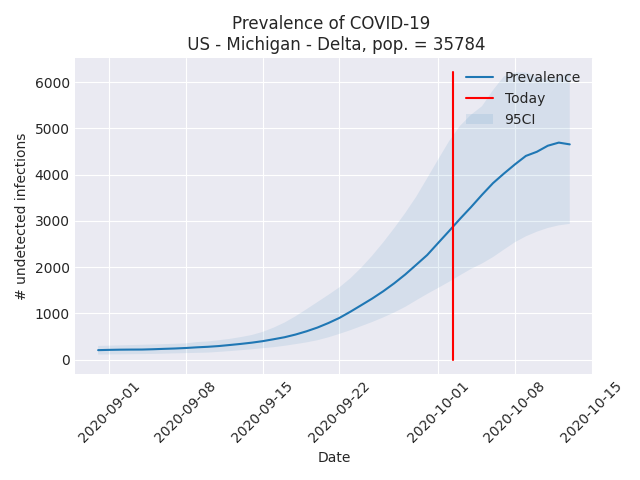 Prevalence of COVID-19
US - Michigan - Delta, pop. = 35784
6000
5000
4000
3000
2000
1000
0
# undetected infections
Prevalence
Today
95CI
2020-09-01
2020-09-08
2020-09-15
2020-09-22
2020-10-01
2020-10-08
2020-10-15
Date